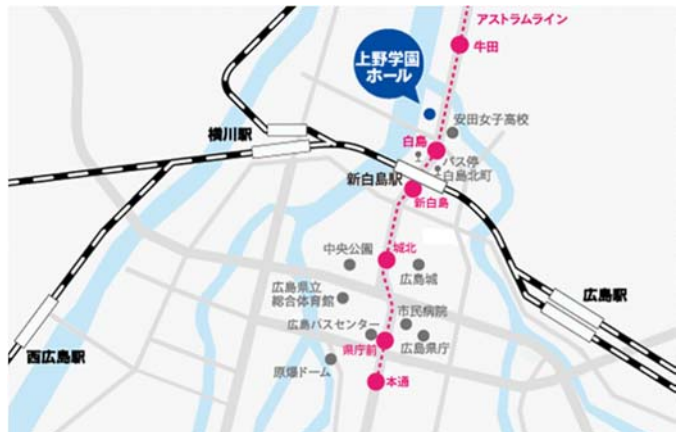 アストラムライン
牛田
上野学園
ホール
安田女子高校
横川駅
白島
バス停
白島北町
新白島駅
新白島
中央公園
城北
広島城
広島県立
総合体育館
広島駅
市民病院
広島バスセンター
西広島駅
県庁前
広島県庁
原爆ドーム
本通